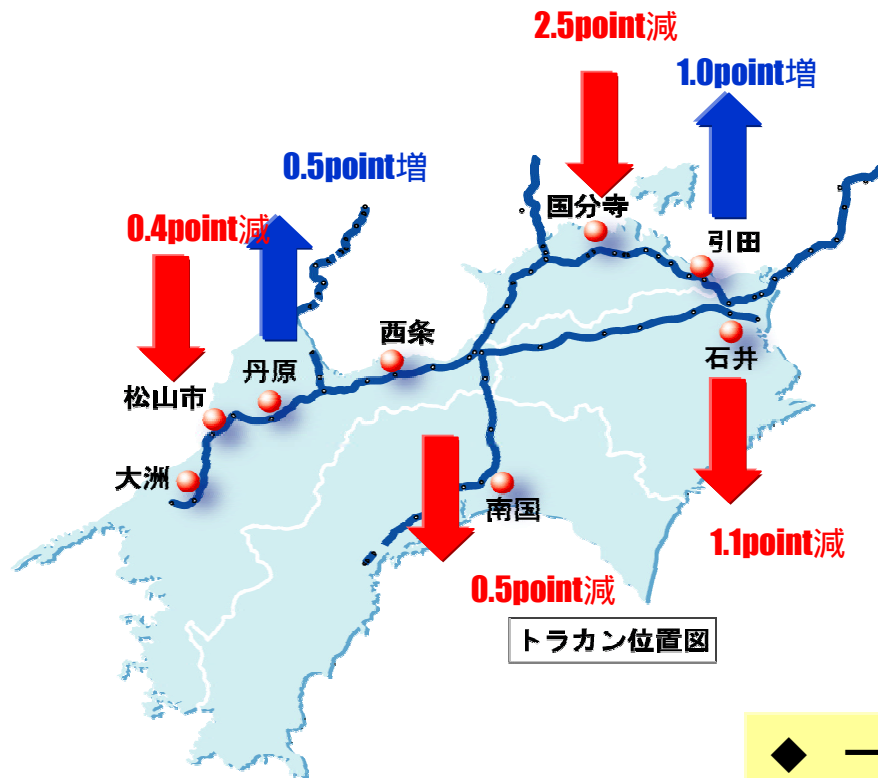 2.5point減
1.0point増
0.5point増
0.4point減
国分寺
引田
西条
丹原
石井
松山市
大洲
南国
1.1point減
0.5point減
トラカン位置図
◆ 一